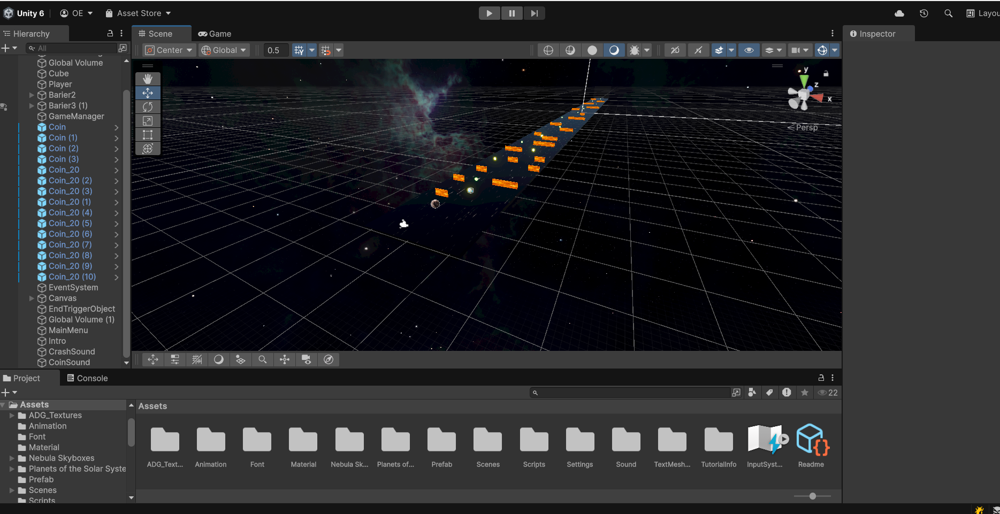 Unity 6 OE Asset Store Layou
Hierarchy Scene Game Inspector
All Center Global 0.5 2D
Global Volume
Cube
Player
Barier2
Barier3 (1)
GameManager
Coin
Coin (1)
Coin (2)
Coin (3)
Coin_20
Coin_20 (2)
Coin_20 (3)
Coin_20 (1)
Coin_20 (4)
Coin_20 (5)
Coin_20 (6)
Coin_20 (7)
Coin_20 (8)
Coin_20 (9)
Coin_20 (10)
EventSystem
Canvas
EndTriggerObject
Global Volume (1)
MainMenu
Intro
CrashSound
CoinSound
y
z
x
Persp
Project Console
22
Assets
ADG_Textures
Animation
Font
Material
Nebula Skyboxes
Planets of the Solar Syste
Prefab
Scenes
Scripts
Assets
ADG_Text... Animation Font Material Nebula Sk... Planets of... Prefab Scenes Scripts Settings Sound TextMesh... TutorialInfo InputSyst... Readme